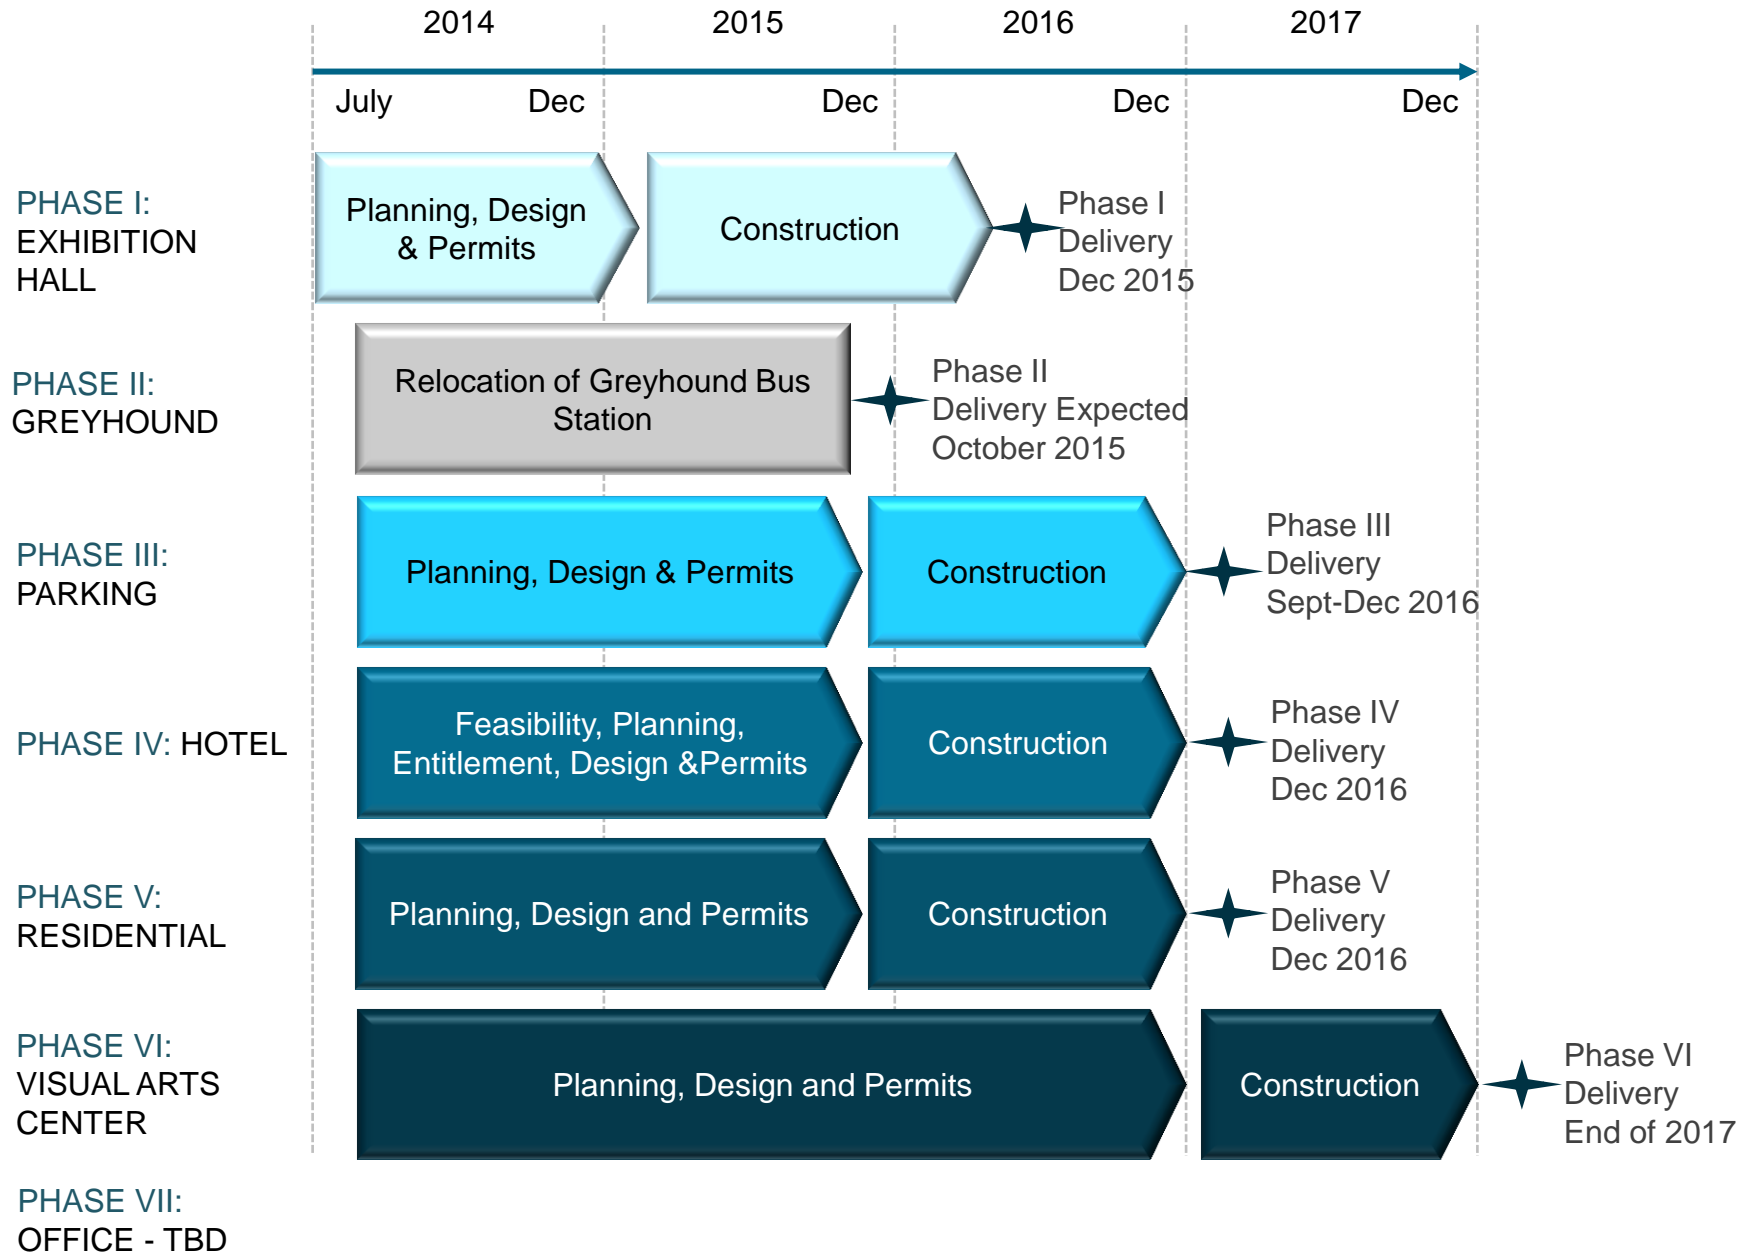 2014 2015 2016 2017
July Dec Dec Dec Dec
PHASE I:
EXHIBITION
HALL
Planning, Design
& Permits
Construction
Phase I
Delivery
Dec 2015
PHASE II:
GREYHOUND
Relocation of Greyhound Bus
Station
Phase II
Delivery Expected
October 2015
PHASE III:
PARKING
Planning, Design & Permits
Construction
Phase III
Delivery
Sept-Dec 2016
PHASE IV: HOTEL
Feasibility, Planning,
Entitlement, Design &Permits
Construction
Phase IV
Delivery
Dec 2016
PHASE V:
RESIDENTIAL
Planning, Design and Permits
Construction
Phase V
Delivery
Dec 2016
PHASE VI:
VISUAL ARTS
CENTER
Planning, Design and Permits
Construction
Phase VI
Delivery
End of 2017
PHASE VII:
OFFICE - TBD